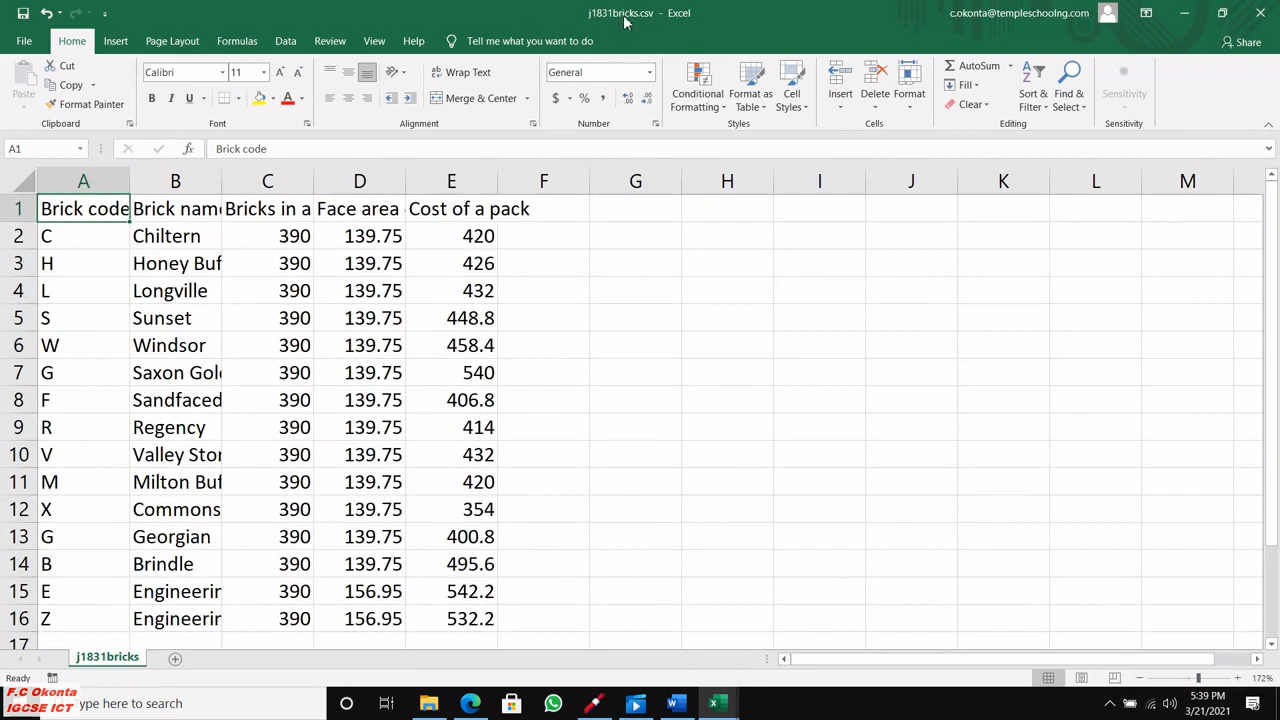 j1831bricks.csv - Excel
c.okonta@templeschoolng.com
File Home Insert Page Layout Formulas Data Review View Help Tell me what you want to do Share
Paste
Cut
Copy
Format Painter
Clipboard
Calibri 11
B I U
Font
Wrap Text
Merge & Center
Alignment
General
$ % ,
Number
Conditional Formatting
Format as Table
Cell Styles
Styles
Insert
Delete
Format
Cells
AutoSum
Fill
Clear
Sort & Filter
Find & Select
Editing
Sensitivity
Sensitivity
A1 fx Brick code
A B C D E F G H I J K L M
1 Brick code Brick name Bricks in a Face area Cost of a pack
2 C Chiltern 390 139.75 420
3 H Honey Buf 390 139.75 426
4 L Longville 390 139.75 432
5 S Sunset 390 139.75 448.8
6 W Windsor 390 139.75 458.4
7 G Saxon Gol 390 139.75 540
8 F Sandfaced 390 139.75 406.8
9 R Regency 390 139.75 414
10 V Valley Stor 390 139.75 432
11 M Milton Buf 390 139.75 420
12 X Commons 390 139.75 354
13 G Georgian 390 139.75 400.8
14 B Brindle 390 139.75 495.6
15 E Engineerin 390 156.95 542.2
16 Z Engineerin 390 156.95 532.2
17
j1831bricks
Ready 172%
F.C Okonta
IGCSE ICT
ype here to search
5:39 PM
3/21/2021